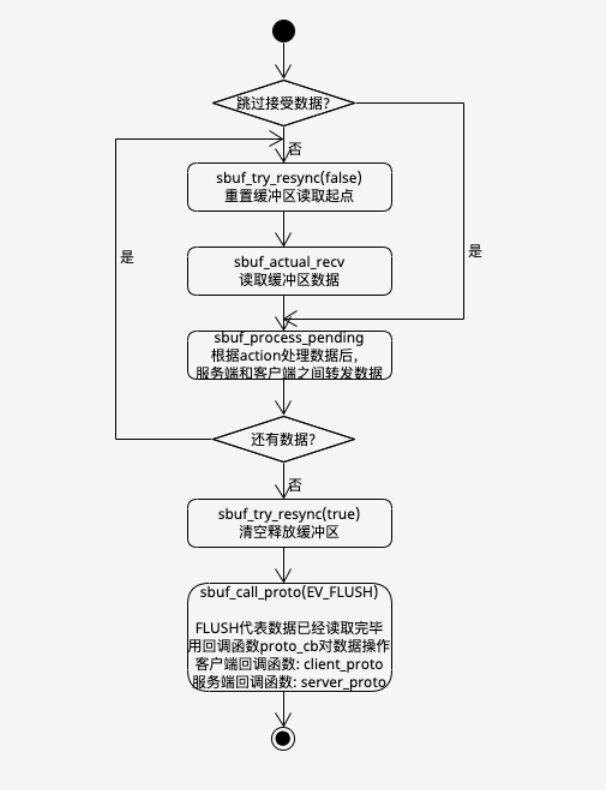 跳过接受数据?
否
sbuf_try_resync(false)
重置缓冲区读取起点
是
是
sbuf_actual_recv
读取缓冲区数据
sbuf_process_pending
根据action处理数据后，
服务端和客户端之间转发数据
还有数据?
否
sbuf_try_resync(true)
清空释放缓冲区
sbuf_call_proto(EV_FLUSH)
FLUSH代表数据已经读取完毕
用回调函数proto_cb对数据操作
客户端回调函数: client_proto
服务端回调函数: server_proto